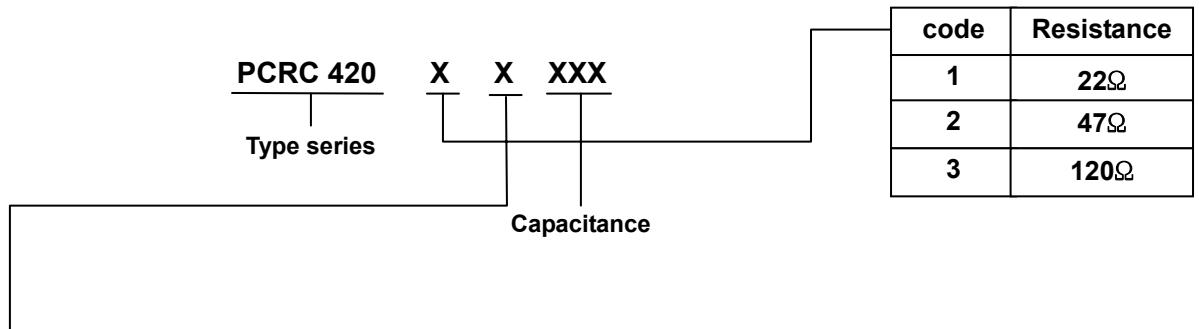 PCRC 420 X X XXX
Type series
Capacitance
code Resistance
1 22Ω
2 47Ω
3 120Ω